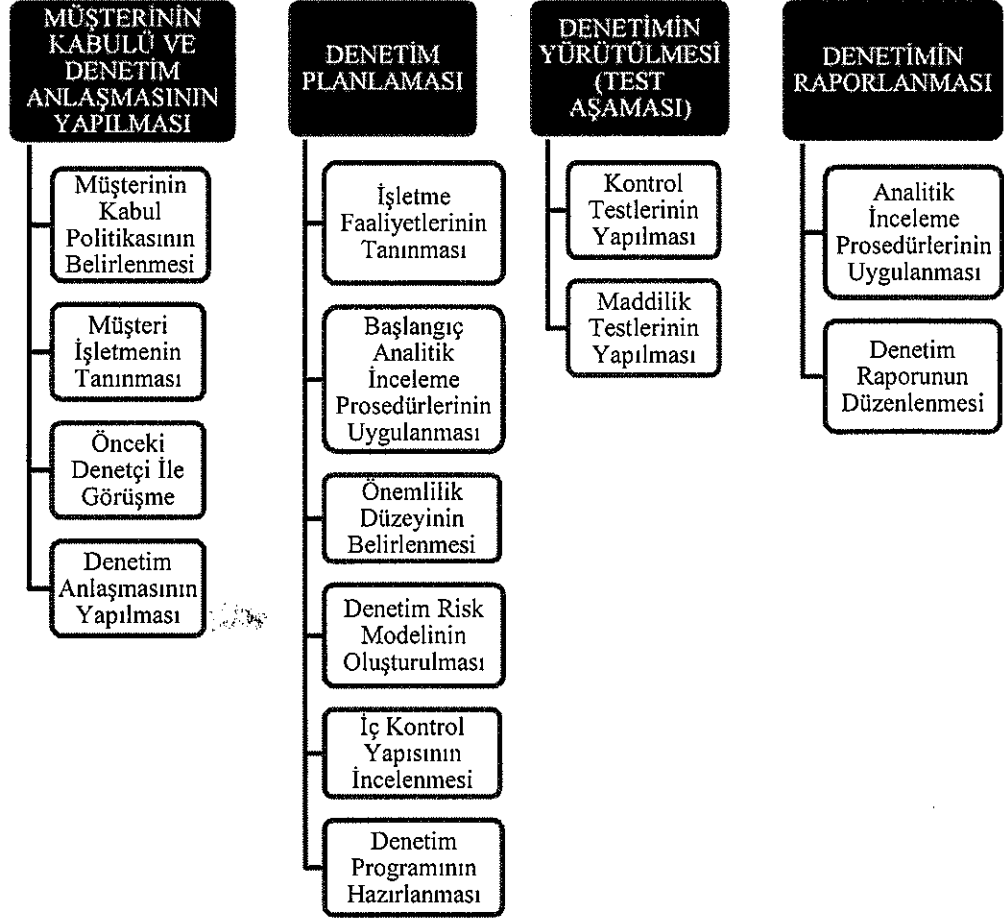 MÜŞTERİNİN
KABULÜ VE
DENETİM
ANLAŞMASININ
YAPILMASI
Müşterinin
Kabul
Politikasının
Belirlenmesi
Müşteri
İşletmenin
Tanınması
Önceki
Denetçi İle
Görüşme
Denetim
Anlaşmasının
Yapılması
DENETİM
PLANLAMASI
İşletme
Faaliyetlerinin
Tanınması
Başlangıç
Analitik
İnceleme
Prosedürlerinin
Uygulanması
Önemlilik
Düzeyinin
Belirlenmesi
Denetim Risk
Modelinin
Oluşturulması
İç Kontrol
Yapısının
İncelenmesi
Denetim
Programının
Hazırlanması
DENETİMİN
YÜRÜTÜLMESİ
(TEST
AŞAMASI)
Kontrol
Testlerinin
Yapılması
Maddilik
Testlerinin
Yapılması
DENETİMİN
RAPORLANMASI
Analitik
İnceleme
Prosedürlerinin
Uygulanması
Denetim
Raporunun
Düzenlenmesi